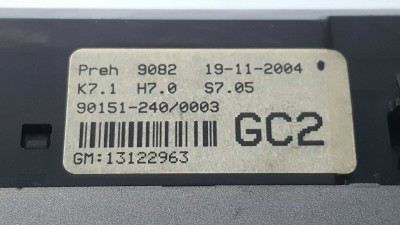 Preh 9082 19-11-2004
K7.1 H7.0 S7.05
90151-240/0003
GC2
GM:13122963